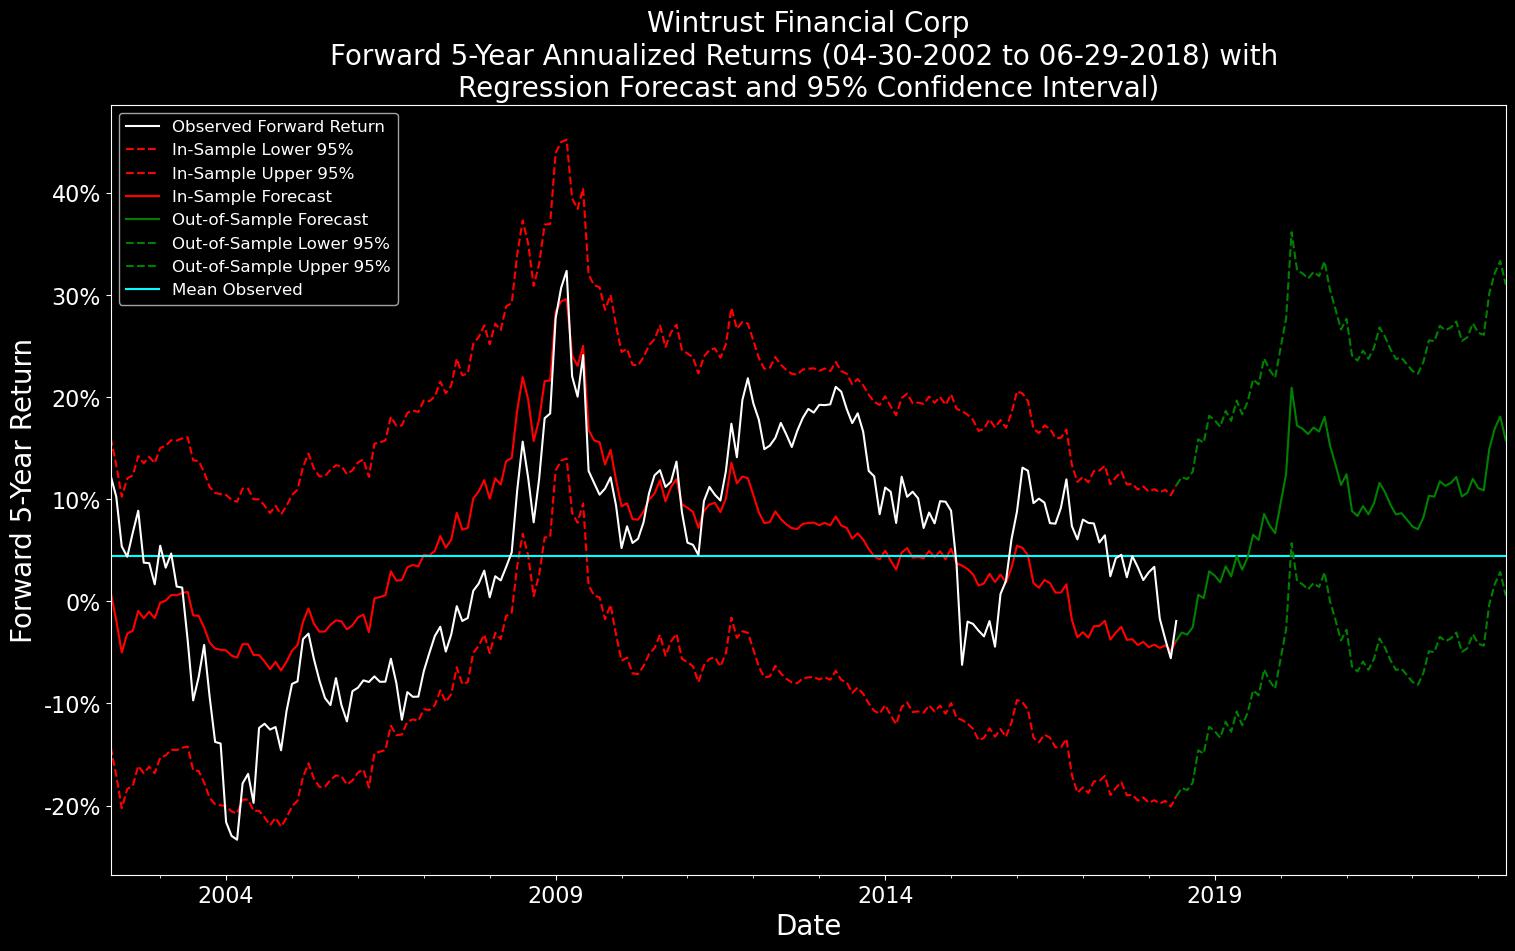 Wintrust Financial Corp
Forward 5-Year Annualized Returns (04-30-2002 to 06-29-2018) with
Regression Forecast and 95% Confidence Interval)
Observed Forward Return
In-Sample Lower 95%
In-Sample Upper 95%
In-Sample Forecast
Out-of-Sample Forecast
Out-of-Sample Lower 95%
Out-of-Sample Upper 95%
Mean Observed
Forward 5-Year Return
40%
30%
20%
10%
0%
-10%
-20%
2004
2009
2014
2019
Date